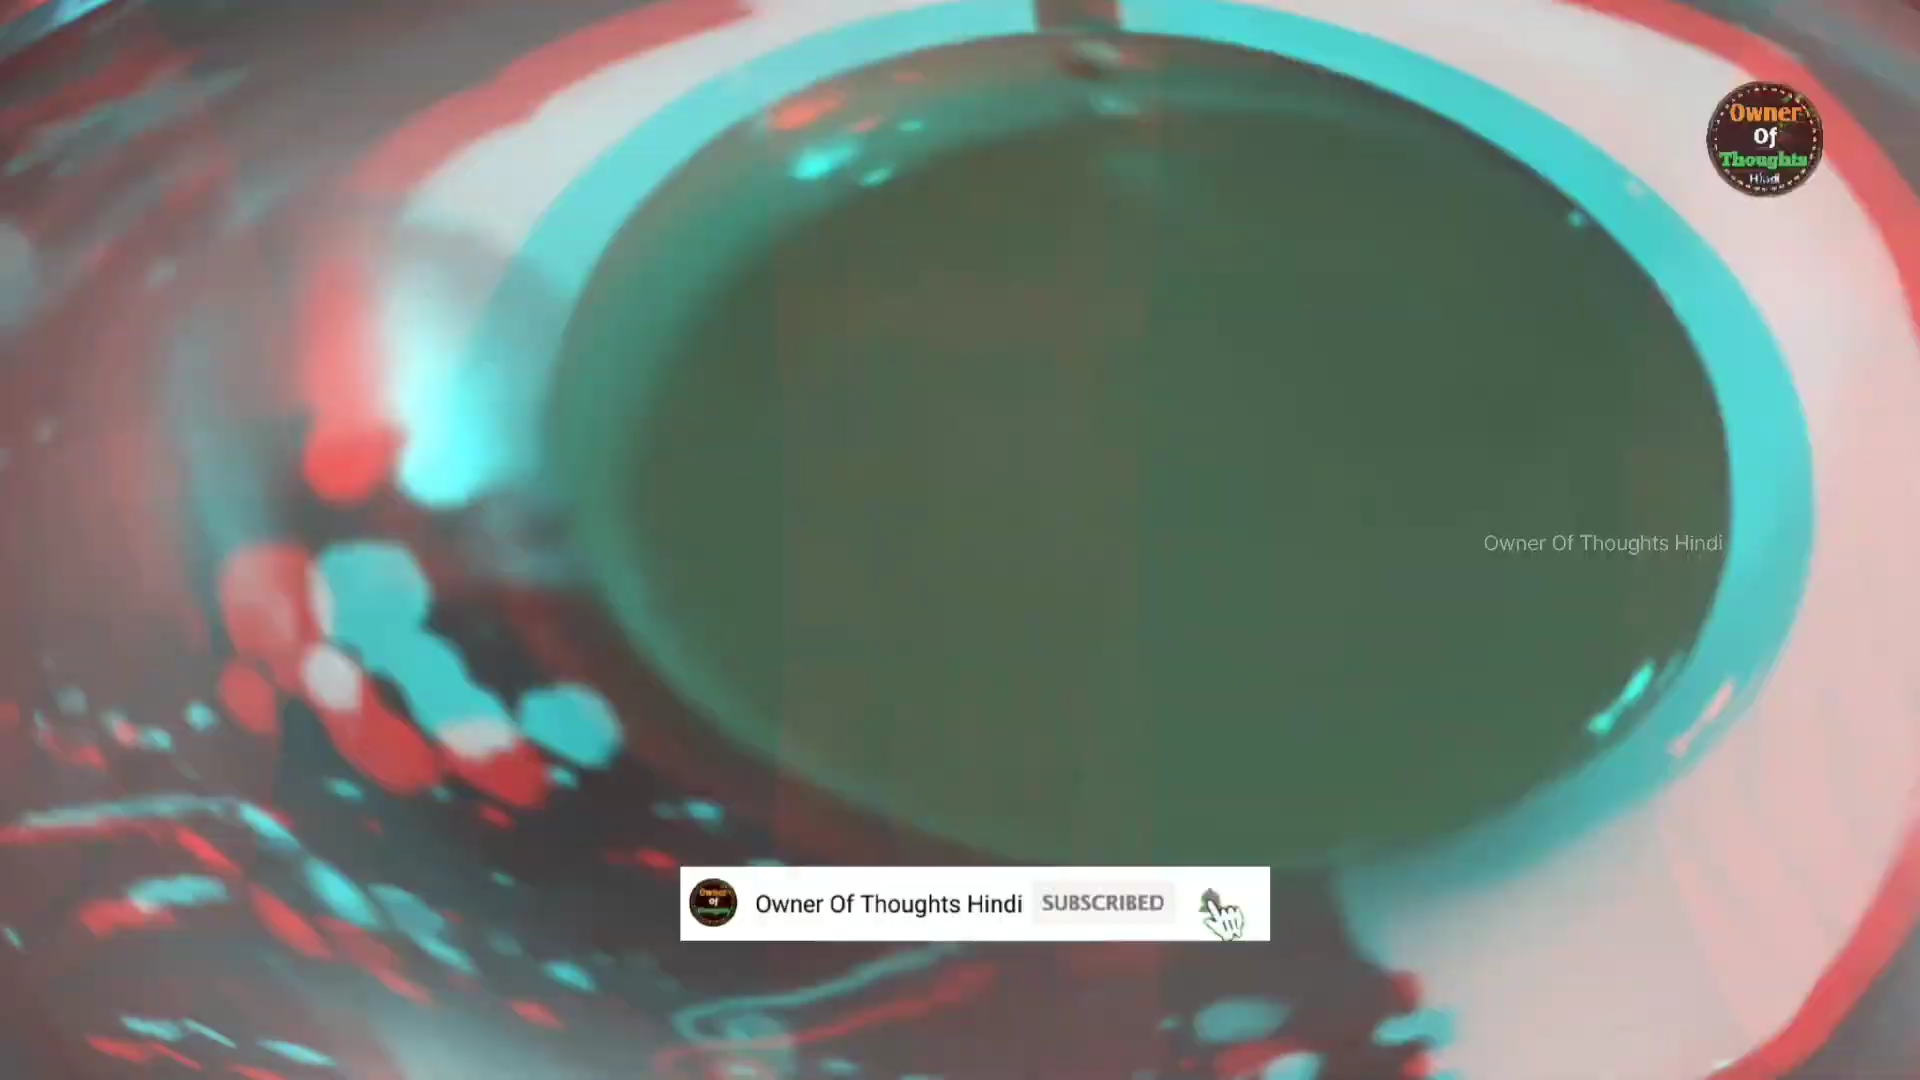 Owner
Of
Thoughts
Hindi
Owner Of Thoughts Hindi
Owner Of Thoughts Hindi SUBSCRIBED